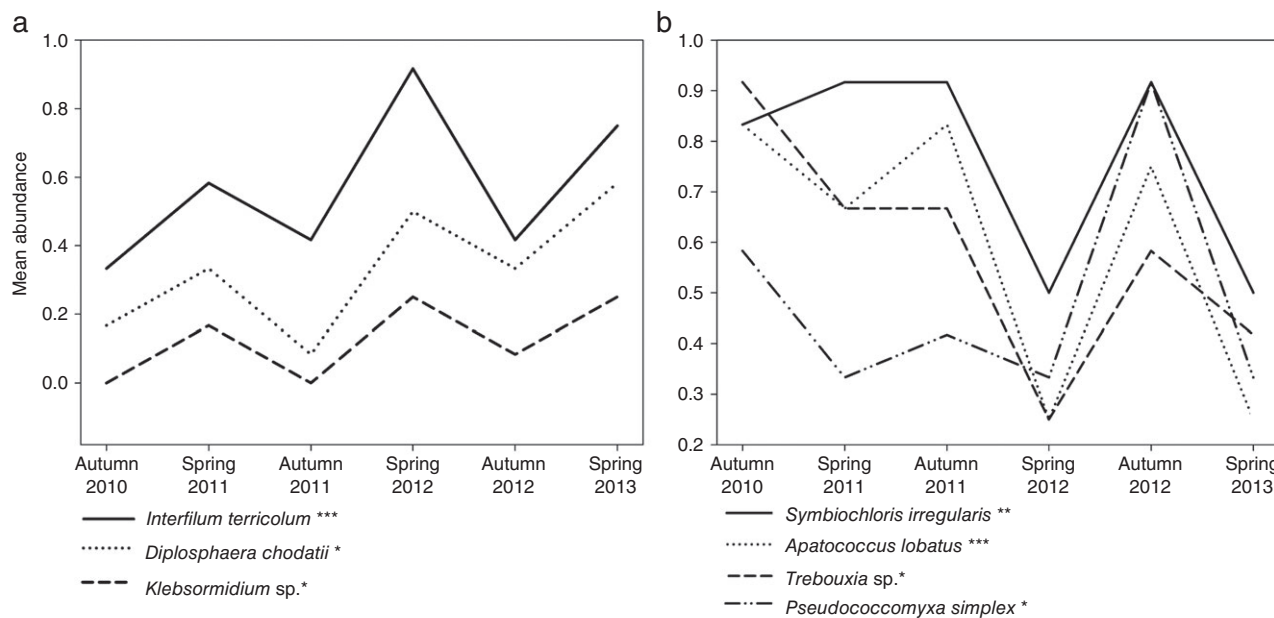 a
1.0
0.8
0.6
0.4
0.2
0.0
Mean abundance
Autumn Spring Autumn Spring Autumn Spring
2010 2011 2011 2012 2012 2013
Interfilum terricolum ***
Diplosphaera chodatii *
Klebsormidium sp.*
b
1.0
0.9
0.8
0.7
0.6
0.5
0.4
0.3
0.2
Autumn Spring Autumn Spring Autumn Spring
2010 2011 2011 2012 2012 2013
Symbiochloris irregularis **
Apatococcus lobatus ***
Trebouxia sp.*
Pseudococcomyxa simplex *